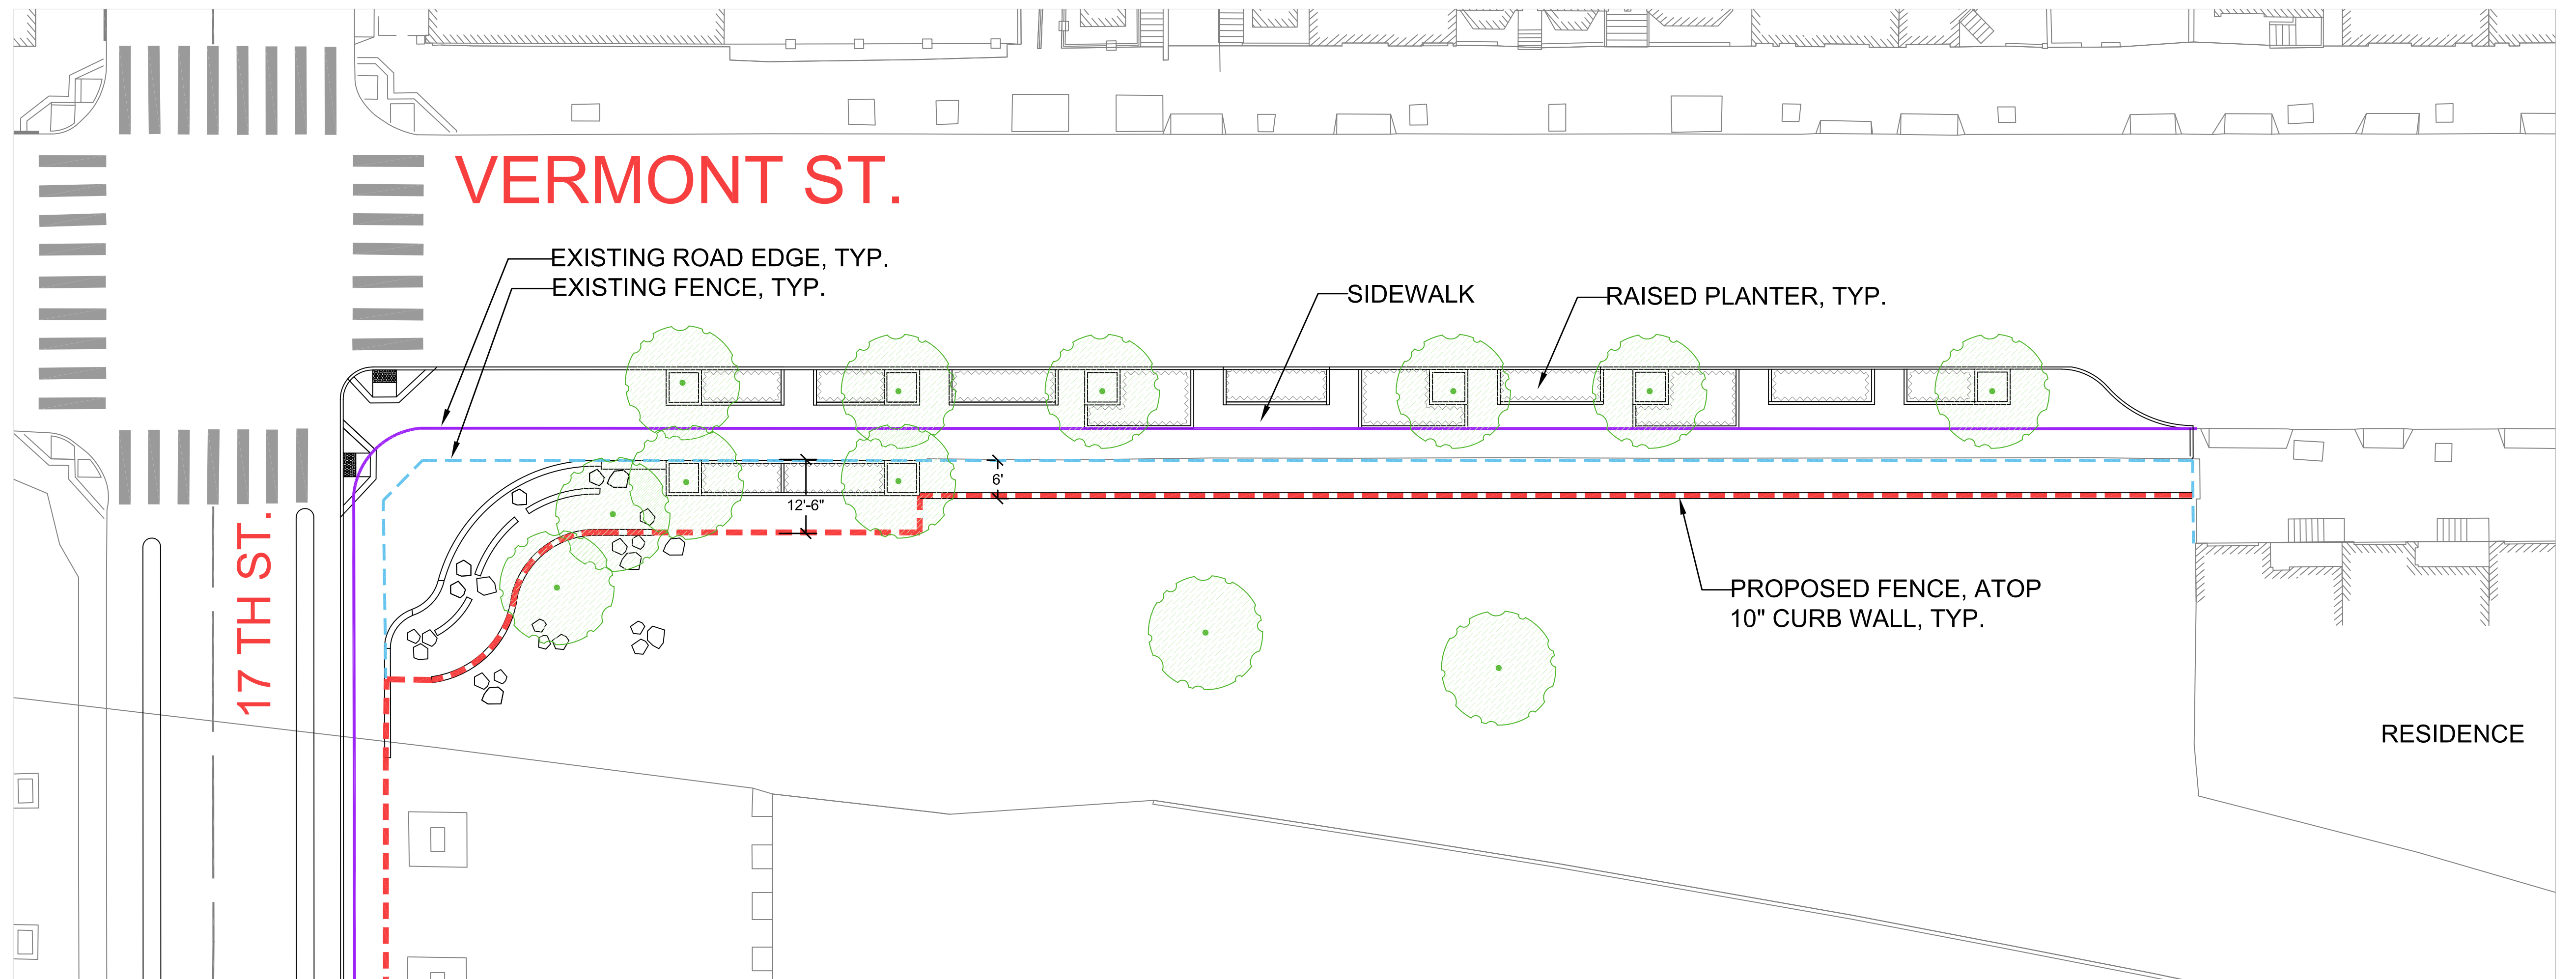 VERMONT ST.
EXISTING ROAD EDGE, TYP.
EXISTING FENCE, TYP.
SIDEWALK
RAISED PLANTER, TYP.
6'
12'-6"
17 TH ST.
PROPOSED FENCE, ATOP
10" CURB WALL, TYP.
RESIDENCE